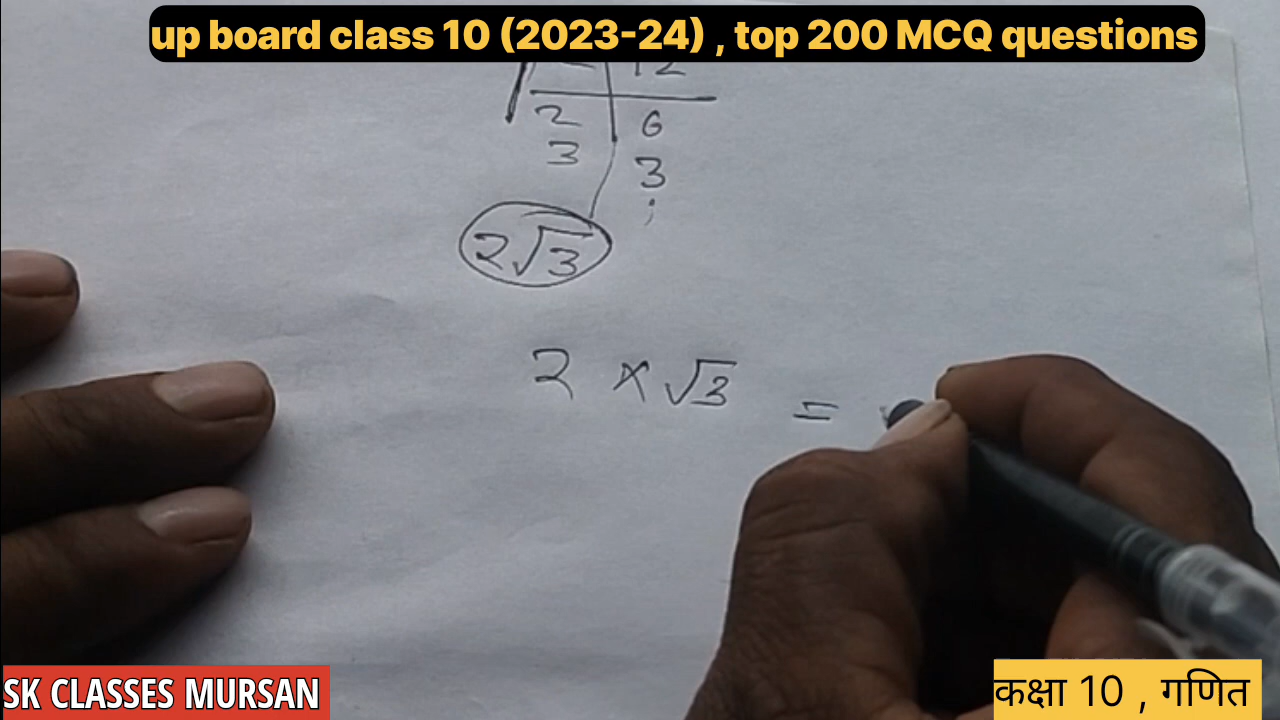 up board class 10 (2023-24) , top 200 MCQ questions
12
2 6
3 3
2√3
2 × √3 =
SK CLASSES MURSAN
कक्षा 10 , गणित